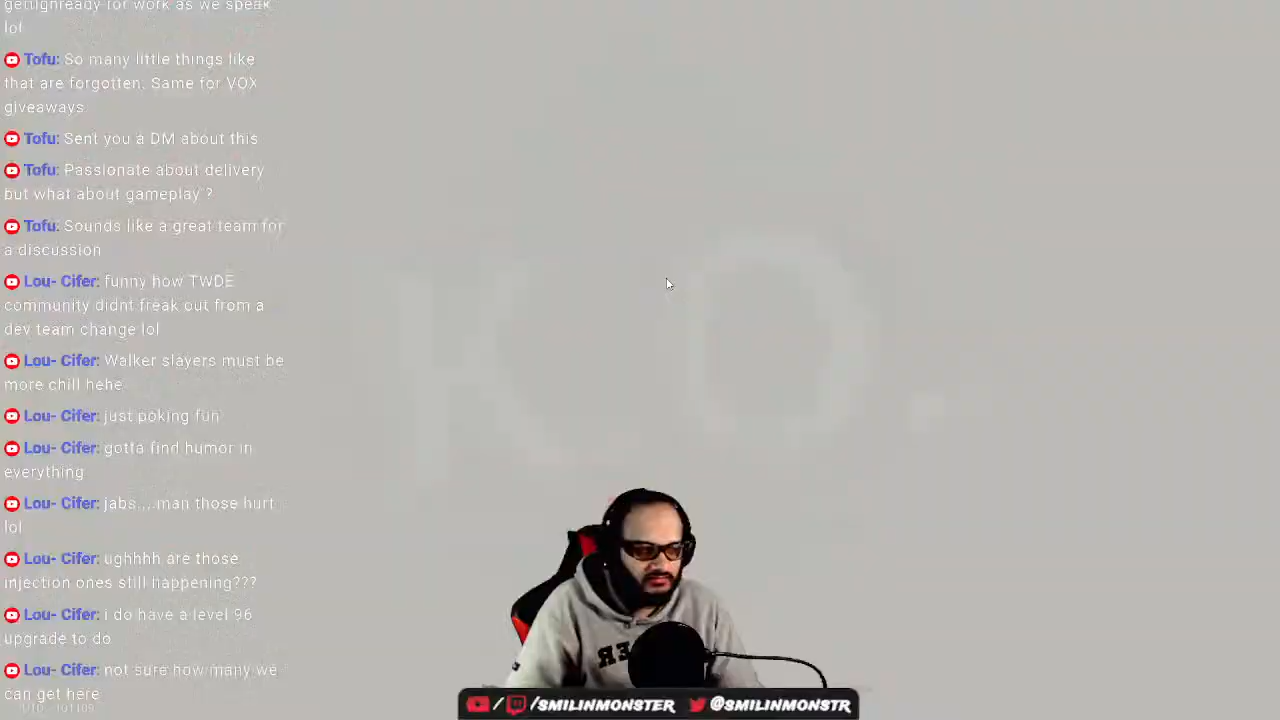 gettignready for work as we speak
lol
Tofu: So many little things like
that are forgotten. Same for VOX
giveaways
Tofu: Sent you a DM about this
Tofu: Passionate about delivery
but what about gameplay ?
Tofu: Sounds like a great team for
a discussion
Lou- Cifer: funny how TWDE
community didnt freak out from a
dev team change lol
Lou- Cifer: Walker slayers must be
more chill hehe
Lou- Cifer: just poking fun
Lou- Cifer: gotta find humor in
everything
Lou- Cifer: jabs....man those hurt
lol
Lou- Cifer: ughhhh are those
injection ones still happening???
Lou- Cifer: i do have a level 96
upgrade to do
Lou- Cifer: not sure how many we
can get here
K.O.
/ /SMILINMONSTER @SMILINMONSTR